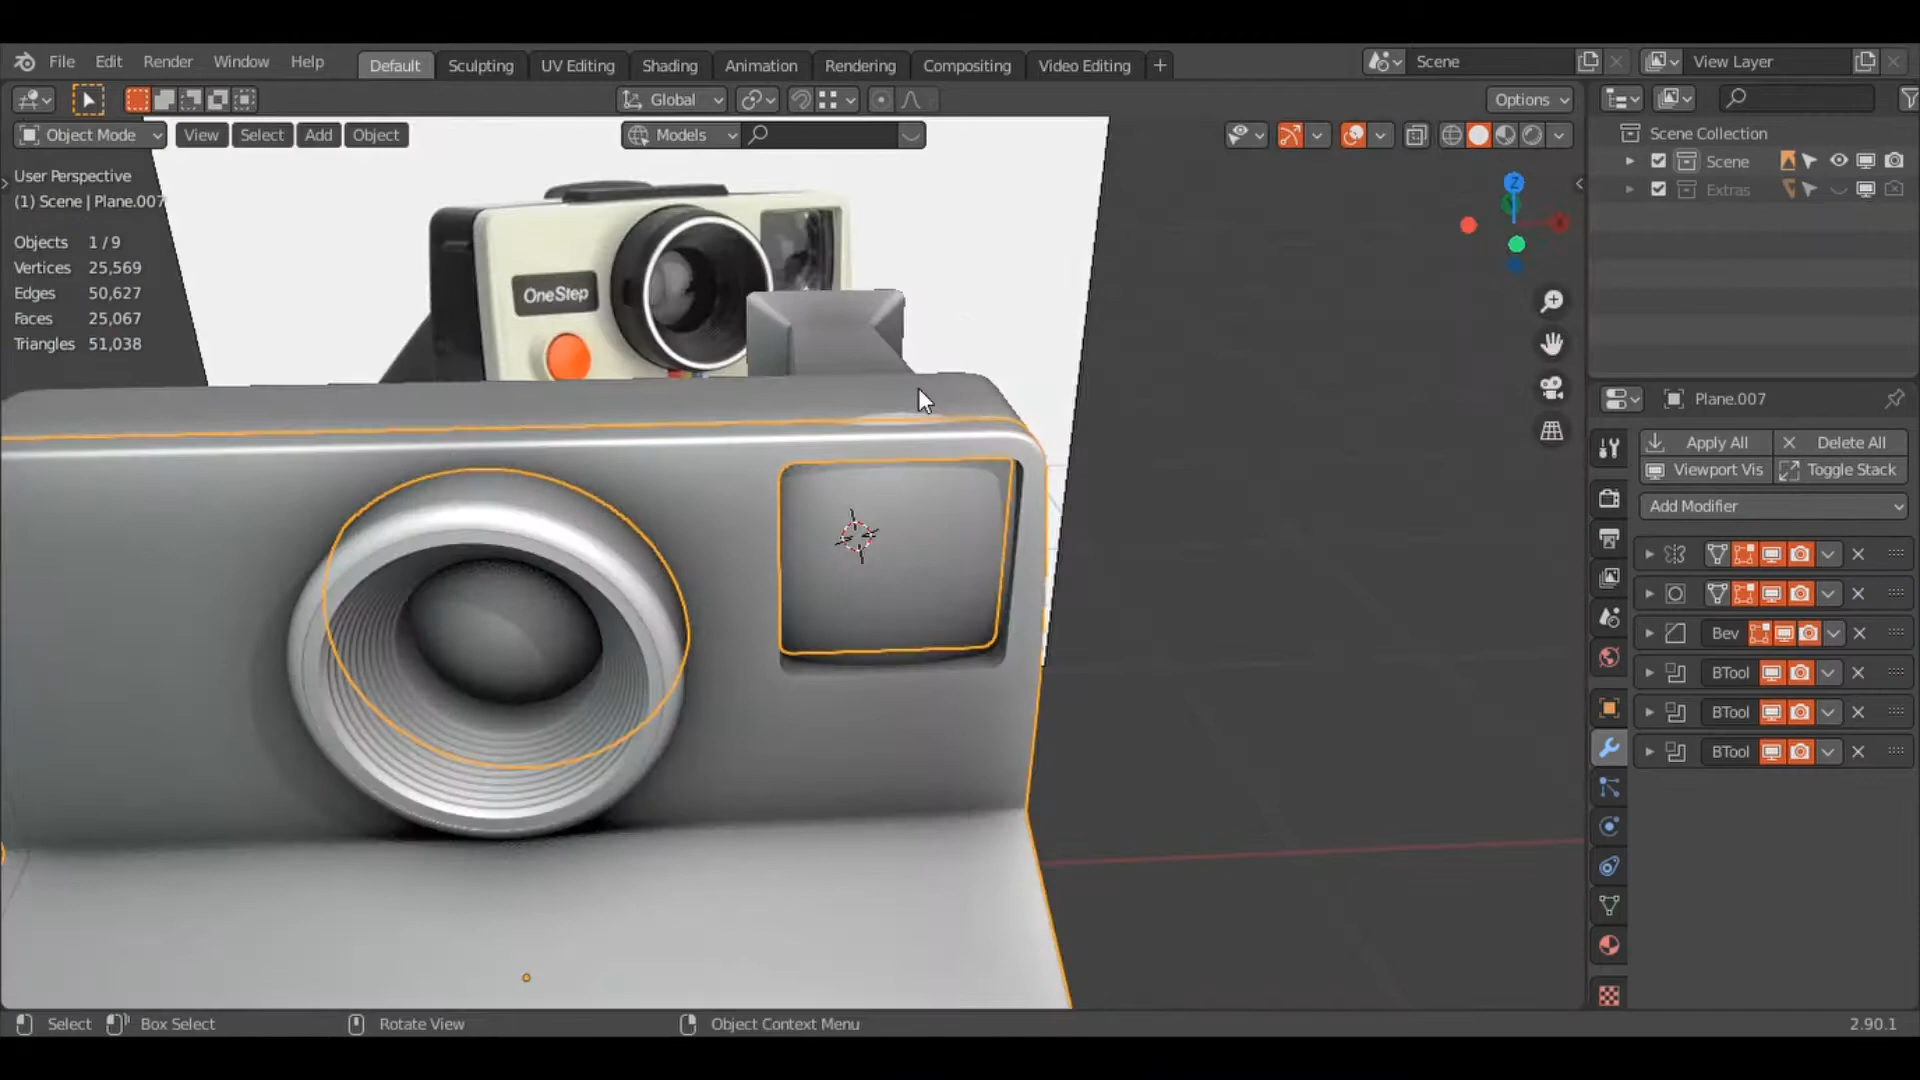 File Edit Render Window Help Default Sculpting UV Editing Shading Animation Rendering Compositing Video Editing + Scene View Layer
Global Options
Object Mode View Select Add Object Models
User Perspective
(1) Scene | Plane.007
Objects 1 / 9
Vertices 25,569
Edges 50,627
Faces 25,067
Triangles 51,038
OneStep
Z
Scene Collection
Scene
Extras
Plane.007
Apply All Delete All
Viewport Vis Toggle Stack
Add Modifier
Bev
BTool
BTool
BTool
Select Box Select Rotate View Object Context Menu 2.90.1